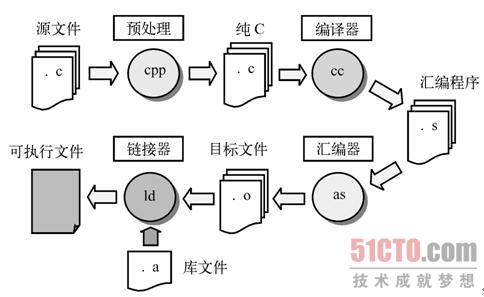 源文件 预处理 纯C 编译器
.c cpp .c cc
汇编程序
.s
可执行文件 链接器 目标文件 汇编器
ld .o as
.a 库文件
51CTO.com
技术成就梦想